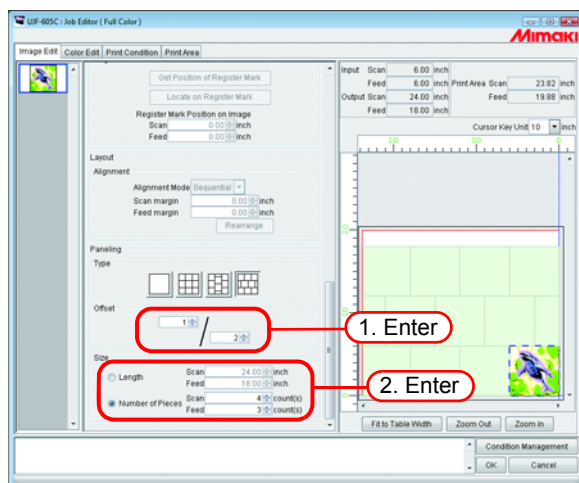 UJF-605C : Job Editor ( Full Color )
Mimaki
Image Edit Color Edit Print Condition Print Area
Get Position of Register Mark
Locate on Register Mark
Register Mark Position on Image
Scan 0.00 inch
Feed 0.00 inch
Layout
Alignment
Alignment Mode Sequential
Scan margin 0.00 inch
Feed margin 0.00 inch
Rearrange
Paneling
Type
Offset
1 / 2
1. Enter
Size
Length Scan 24.00 inch
Feed 18.00 inch
Number of Pieces Scan 4 count(s)
Feed 3 count(s)
2. Enter
Input Scan 6.00 inch
Feed 6.00 inch Print Area Scan 23.82 inch
Output Scan 24.00 inch Feed 19.88 inch
Feed 18.00 inch
Cursor Key Unit 10 inch
20 10 0
20
10
0
Fit to Table Width Zoom Out Zoom In
Condition Management
OK Cancel